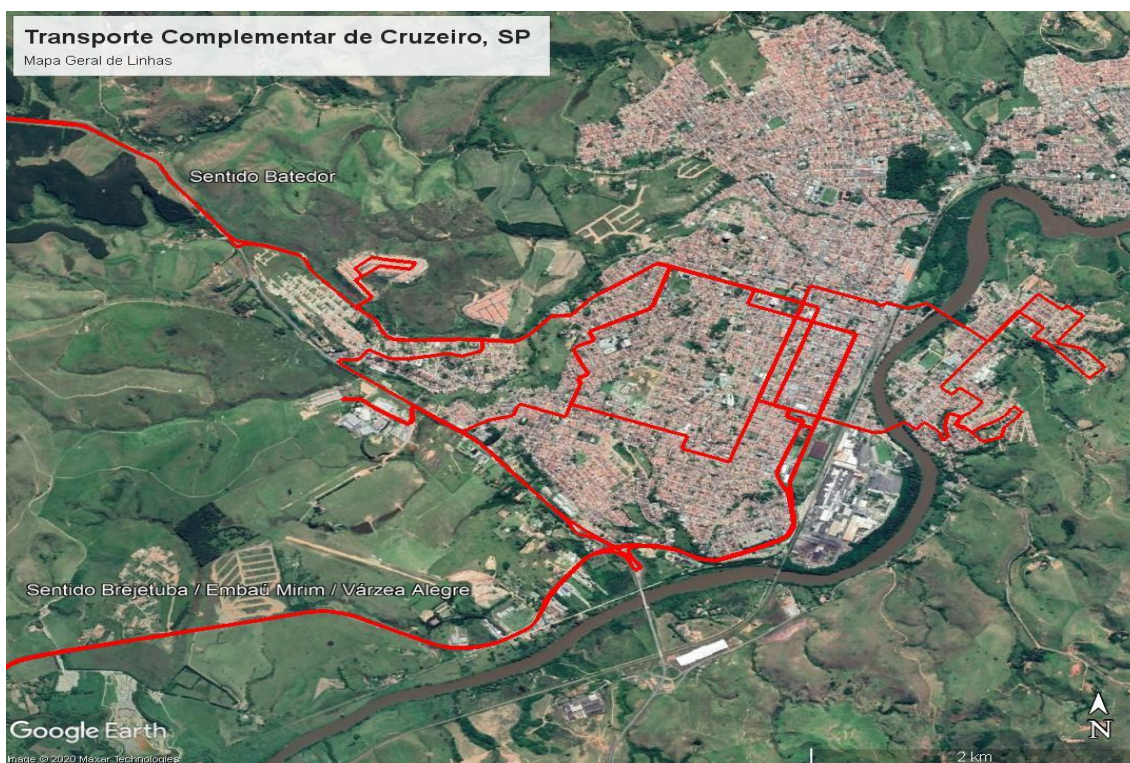 Transporte Complementar de Cruzeiro, SP
Mapa Geral de Linhas
Sentido Batedor
Sentido Brejetuba / Embaú Mirim / Várzea Alegre
Google Earth
N
Image © 2020 Maxar Technologies
2 km